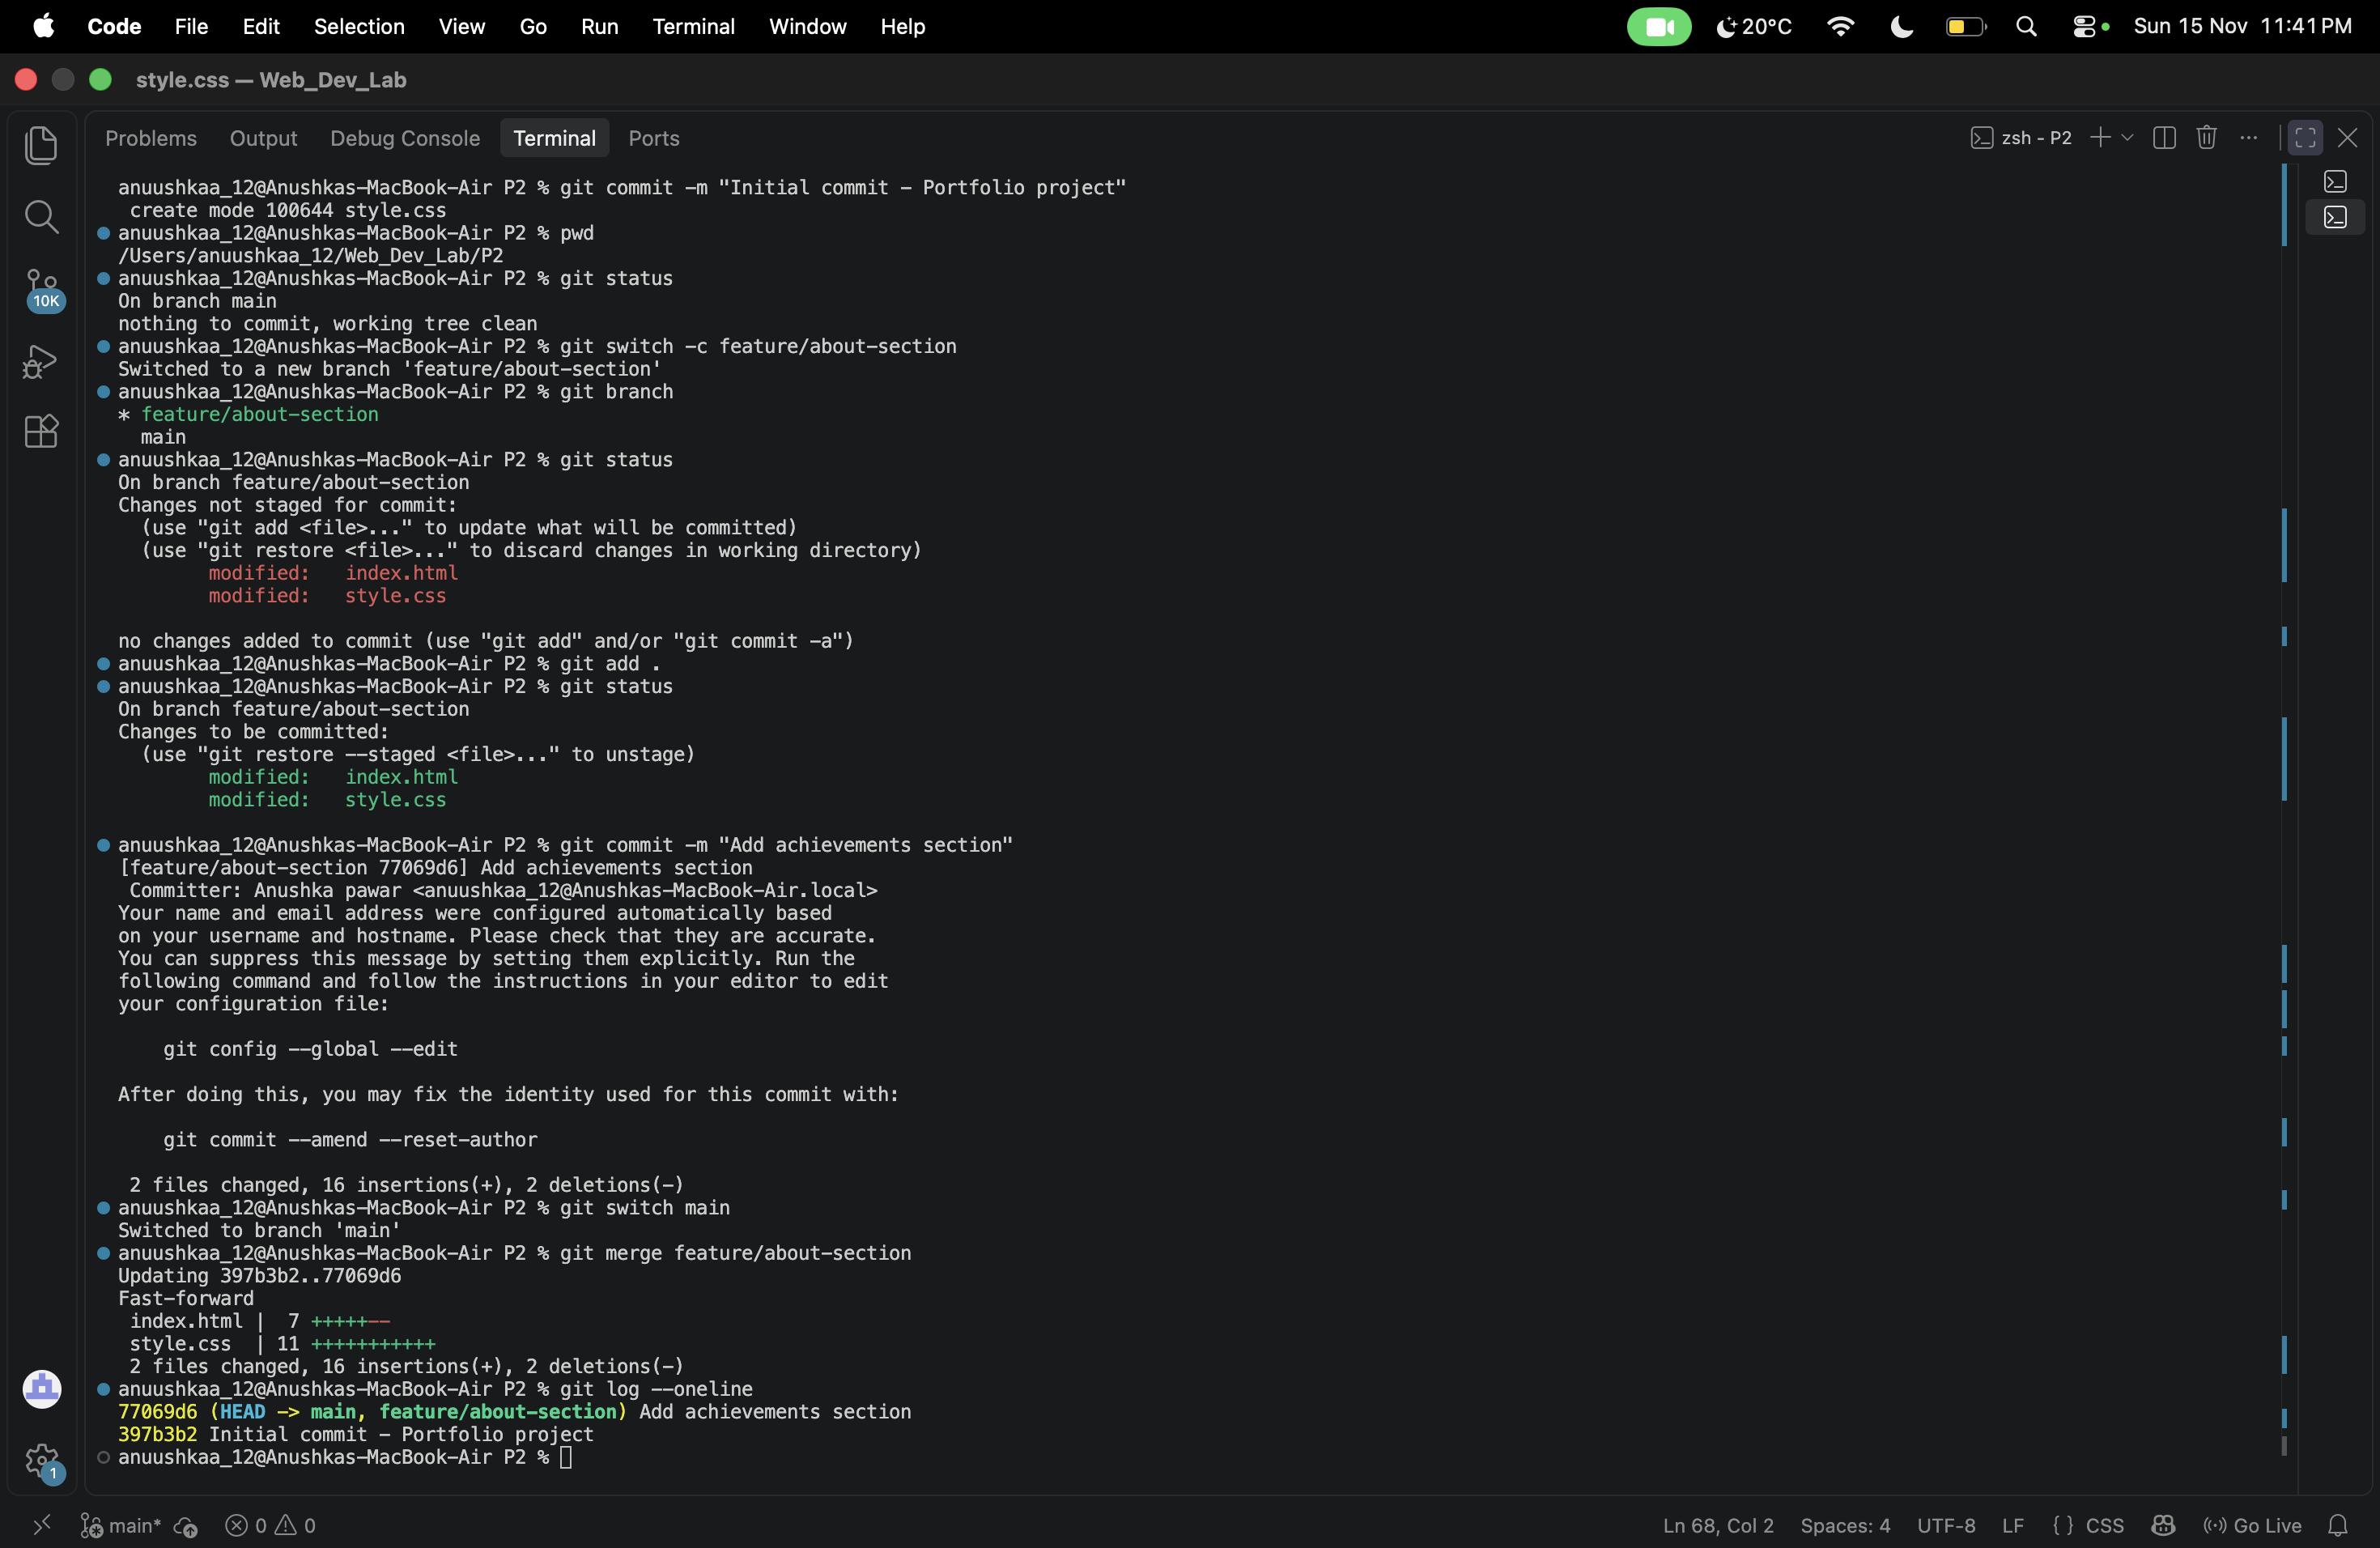 Code File Edit Selection View Go Run Terminal Window Help 20°C Sun 15 Nov 11:41 PM
style.css — Web_Dev_Lab
Problems Output Debug Console Terminal Ports zsh - P2
anuushkaa_12@Anushkas-MacBook-Air P2 % git commit -m "Initial commit - Portfolio project"
create mode 100644 style.css
anuushkaa_12@Anushkas-MacBook-Air P2 % pwd
/Users/anuushkaa_12/Web_Dev_Lab/P2
anuushkaa_12@Anushkas-MacBook-Air P2 % git status
On branch main
nothing to commit, working tree clean
anuushkaa_12@Anushkas-MacBook-Air P2 % git switch -c feature/about-section
Switched to a new branch 'feature/about-section'
anuushkaa_12@Anushkas-MacBook-Air P2 % git branch
* feature/about-section
main
anuushkaa_12@Anushkas-MacBook-Air P2 % git status
On branch feature/about-section
Changes not staged for commit:
(use "git add <file>..." to update what will be committed)
(use "git restore <file>..." to discard changes in working directory)
modified:   index.html
modified:   style.css
no changes added to commit (use "git add" and/or "git commit -a")
anuushkaa_12@Anushkas-MacBook-Air P2 % git add .
anuushkaa_12@Anushkas-MacBook-Air P2 % git status
On branch feature/about-section
Changes to be committed:
(use "git restore --staged <file>..." to unstage)
modified:   index.html
modified:   style.css
anuushkaa_12@Anushkas-MacBook-Air P2 % git commit -m "Add achievements section"
[feature/about-section 77069d6] Add achievements section
Committer: Anushka pawar <anuushkaa_12@Anushkas-MacBook-Air.local>
Your name and email address were configured automatically based
on your username and hostname. Please check that they are accurate.
You can suppress this message by setting them explicitly. Run the
following command and follow the instructions in your editor to edit
your configuration file:
git config --global --edit
After doing this, you may fix the identity used for this commit with:
git commit --amend --reset-author
2 files changed, 16 insertions(+), 2 deletions(-)
anuushkaa_12@Anushkas-MacBook-Air P2 % git switch main
Switched to branch 'main'
anuushkaa_12@Anushkas-MacBook-Air P2 % git merge feature/about-section
Updating 397b3b2..77069d6
Fast-forward
index.html |  7 +++++--
style.css  | 11 +++++++++++
2 files changed, 16 insertions(+), 2 deletions(-)
anuushkaa_12@Anushkas-MacBook-Air P2 % git log --oneline
77069d6 (HEAD -> main, feature/about-section) Add achievements section
397b3b2 Initial commit - Portfolio project
anuushkaa_12@Anushkas-MacBook-Air P2 %
10K
1
main* 0 0 Ln 68, Col 2 Spaces: 4 UTF-8 LF { } CSS Go Live